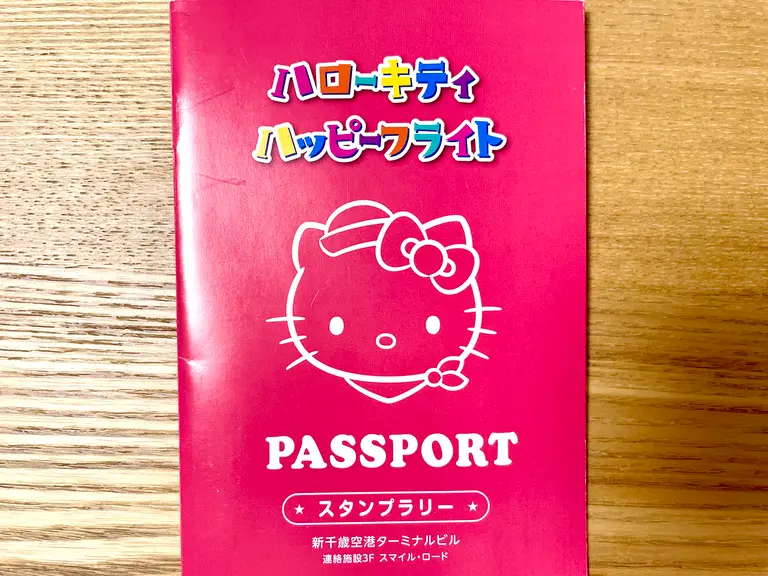 ハローキティ
ハッピーフライト
PASSPORT
★ スタンプラリー ★
新千歳空港ターミナルビル
連絡施設3F スマイル・ロード